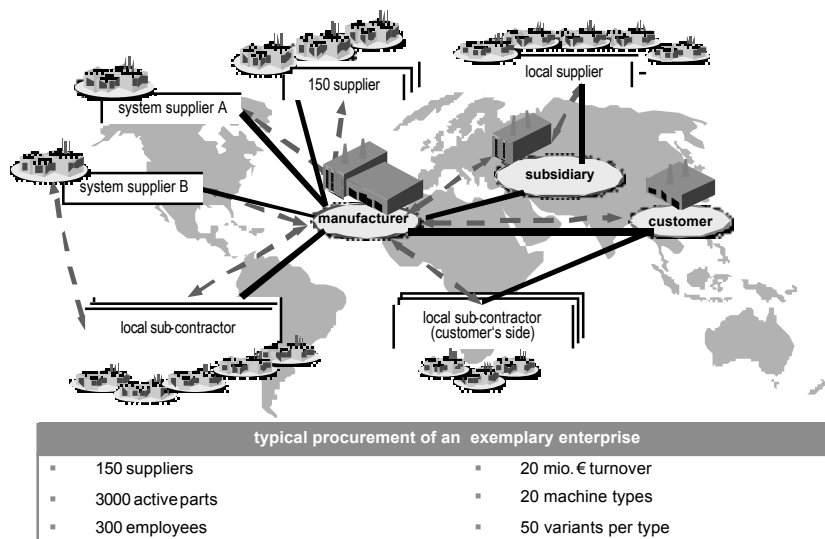 150 supplier
local supplier
system supplier A
system supplier B
subsidiary
manufacturer
customer
local sub-contractor
local sub-contractor
(customer's side)
typical procurement of an exemplary enterprise
▪ 150 suppliers
▪ 20 mio. € turnover
▪ 3000 active parts
▪ 20 machine types
▪ 300 employees
▪ 50 variants per type